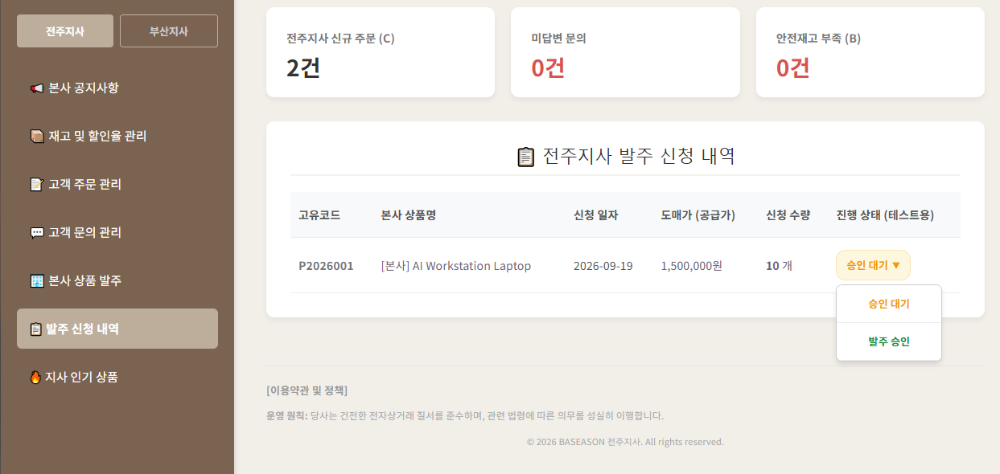 전주지사 부산지사
📢 본사 공지사항
📦 재고 및 할인율 관리
📝 고객 주문 관리
💬 고객 문의 관리
🏢 본사 상품 발주
📋 발주 신청 내역
🔥 지사 인기 상품
전주지사 신규 주문 (C)
2건
미답변 문의
0건
안전재고 부족 (B)
0건
📋 전주지사 발주 신청 내역
고유코드 본사 상품명 신청 일자 도매가 (공급가) 신청 수량 진행 상태 (테스트용)
P2026001 [본사] AI Workstation Laptop 2026-09-19 1,500,000원 10 개 승인 대기 ▼
승인 대기
발주 승인
[이용약관 및 정책]
운영 원칙: 당사는 건전한 전자상거래 질서를 준수하며, 관련 법령에 따른 의무를 성실히 이행합니다.
© 2026 BASEASON 전주지사. All rights reserved.